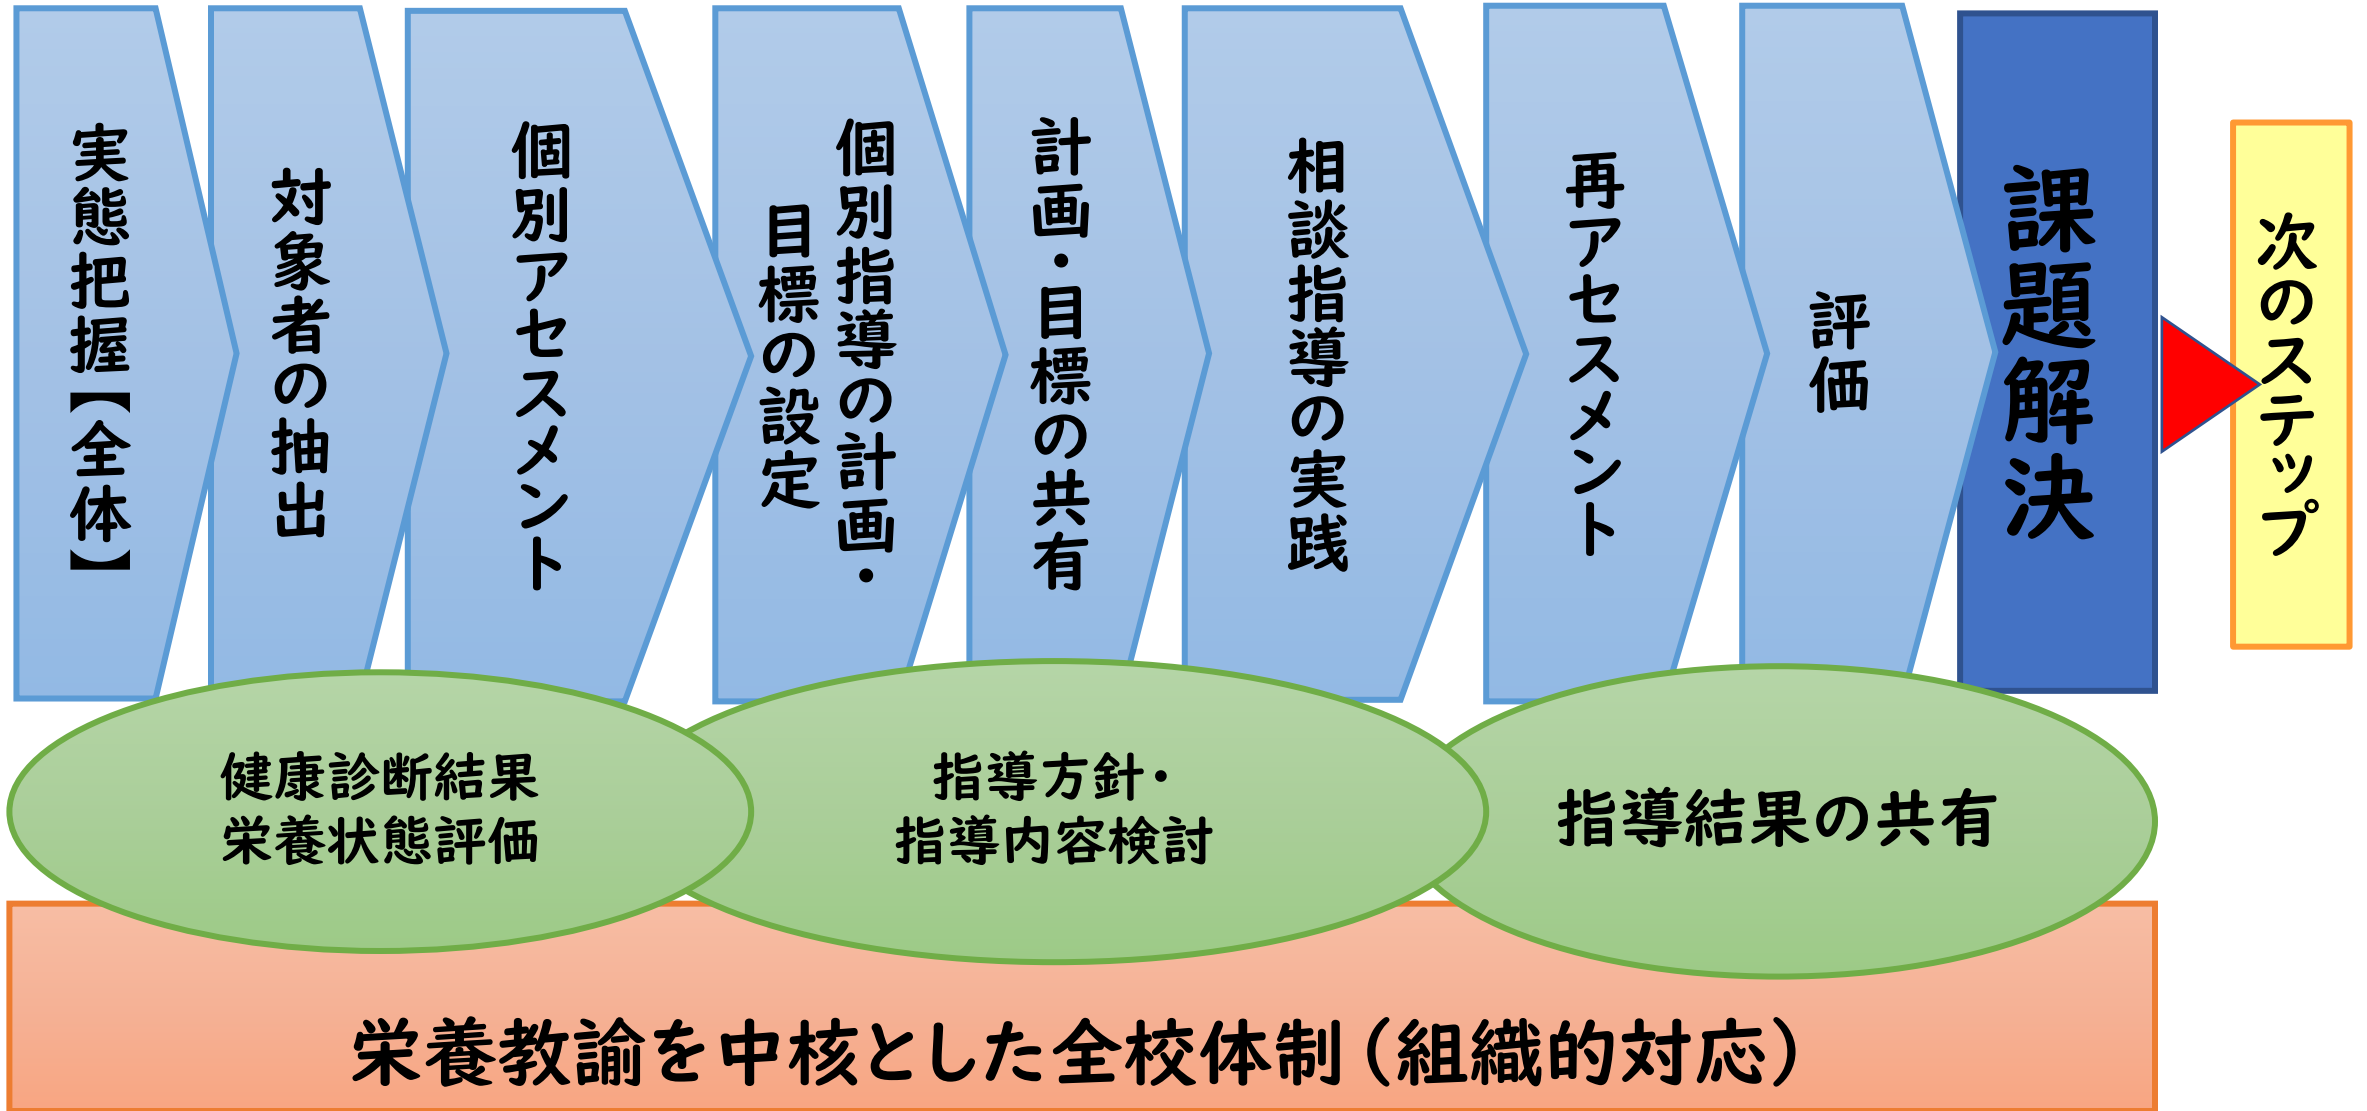 実態把握【全体】
対象者の抽出
個別アセスメント
個別指導の計画・
目標の設定
計画・目標の共有
相談指導の実践
再アセスメント
評価
課題解決
次のステップ
健康診断結果
栄養状態評価
指導方針・
指導内容検討
指導結果の共有
栄養教諭を中核とした全校体制（組織的対応）